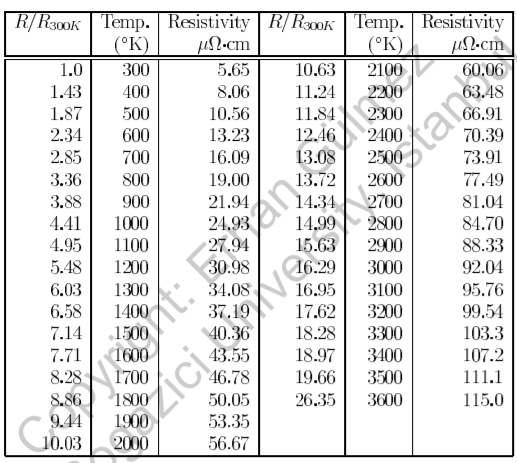 R/R300K Temp. Resistivity R/R300K Temp. Resistivity
(°K) μΩ·cm (°K) μΩ·cm
1.0 300 5.65 10.63 2100 60.06
1.43 400 8.06 11.24 2200 63.48
1.87 500 10.56 11.84 2300 66.91
2.34 600 13.23 12.46 2400 70.39
2.85 700 16.09 13.08 2500 73.91
3.36 800 19.00 13.72 2600 77.49
3.88 900 21.94 14.34 2700 81.04
4.41 1000 24.93 14.99 2800 84.70
4.95 1100 27.94 15.63 2900 88.33
5.48 1200 30.98 16.29 3000 92.04
6.03 1300 34.08 16.95 3100 95.76
6.58 1400 37.19 17.62 3200 99.54
7.14 1500 40.36 18.28 3300 103.3
7.71 1600 43.55 18.97 3400 107.2
8.28 1700 46.78 19.66 3500 111.1
8.86 1800 50.05 26.35 3600 115.0
9.44 1900 53.35
10.03 2000 56.67
Copyright: Erhan Gülmez
Bogazici University, Istanbul